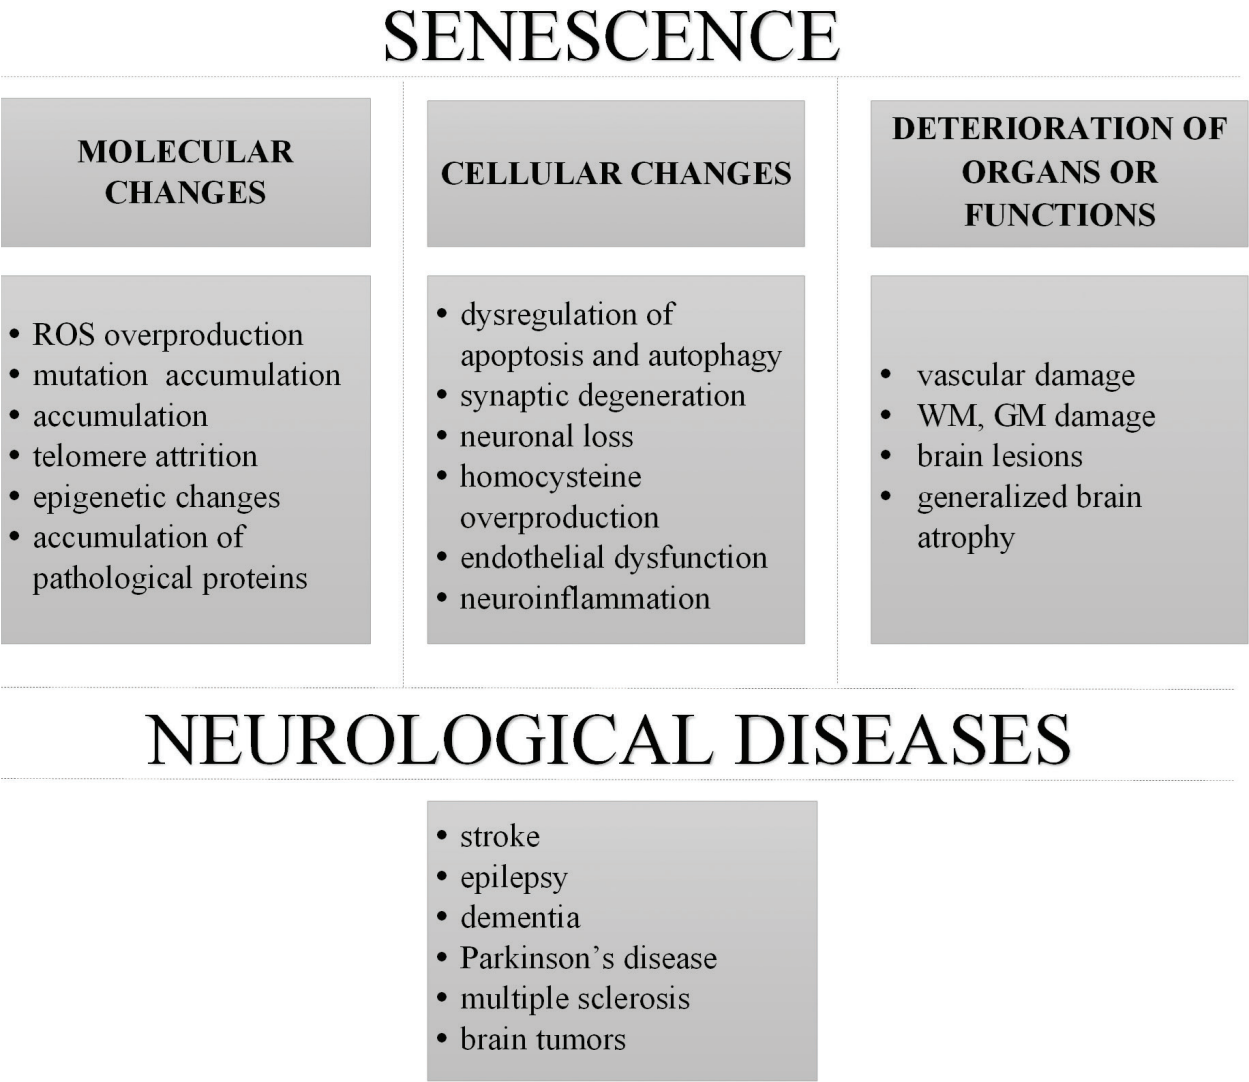 SENESCENCE
MOLECULAR
CHANGES
• ROS overproduction
• mutation accumulation
• accumulation
• telomere attrition
• epigenetic changes
• accumulation of
pathological proteins
CELLULAR CHANGES
• dysregulation of
apoptosis and autophagy
• synaptic degeneration
• neuronal loss
• homocysteine
overproduction
• endothelial dysfunction
• neuroinflammation
DETERIORATION OF
ORGANS OR
FUNCTIONS
• vascular damage
• WM, GM damage
• brain lesions
• generalized brain
atrophy
NEUROLOGICAL DISEASES
• stroke
• epilepsy
• dementia
• Parkinson’s disease
• multiple sclerosis
• brain tumors